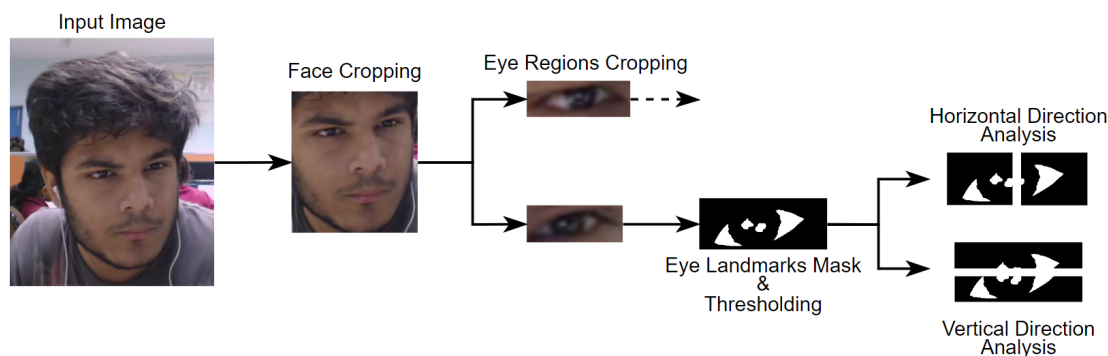 Input Image
Face Cropping
Eye Regions Cropping
Horizontal Direction
Analysis
Eye Landmarks Mask
&
Thresholding
Vertical Direction
Analysis